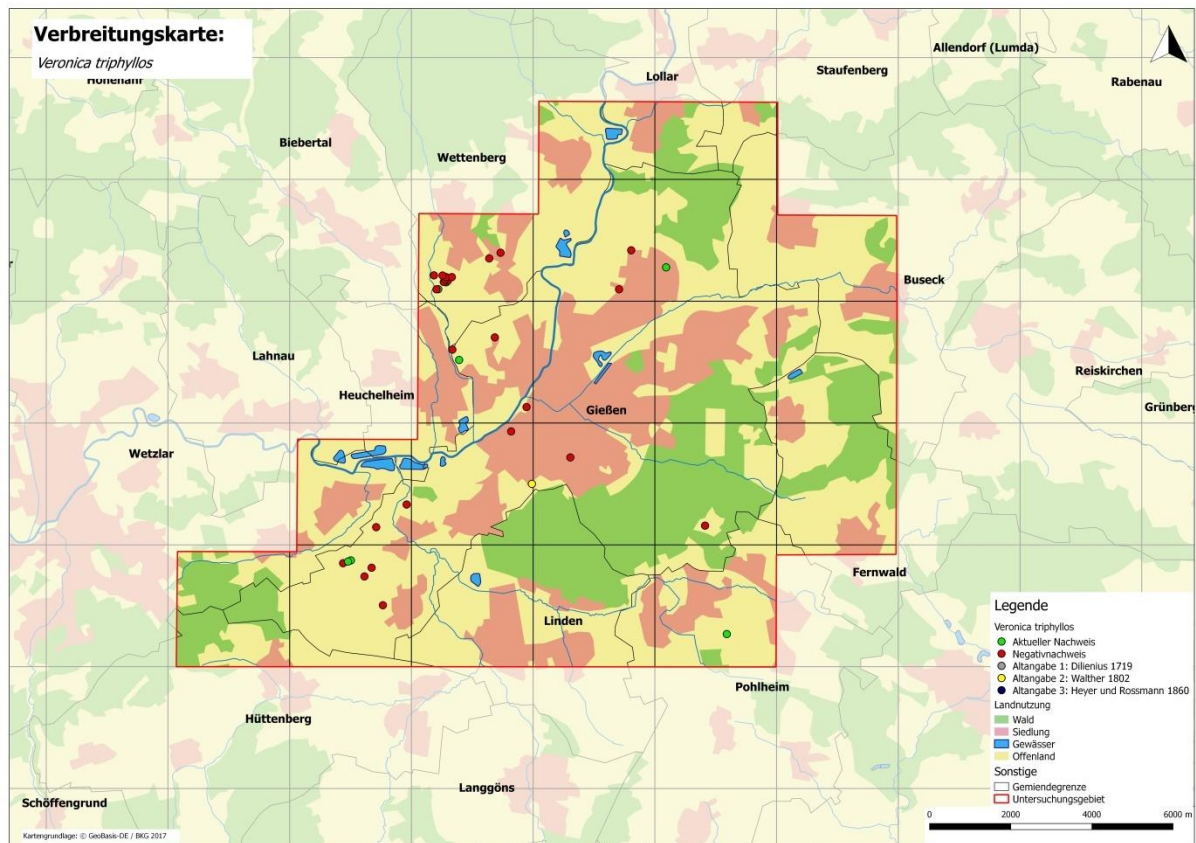 Verbreitungskarte:
Veronica triphyllos
Hohenahr
Allendorf (Lumda)
Lollar
Staufenberg
Rabenau
Biebertal
Wettenberg
Buseck
Lahnau
Reiskirchen
Heuchelheim
Gießen
Grünberg
Wetzlar
Fernwald
Linden
Pohlheim
Hüttenberg
Langgöns
Schöffengrund
Legende
Veronica triphyllos
Aktueller Nachweis
Negativnachweis
Altangabe 1: Dilienius 1719
Altangabe 2: Walther 1802
Altangabe 3: Heyer und Rossmann 1860
Landnutzung
Wald
Siedlung
Gewässer
Offenland
Sonstige
Gemiendegrenze
Untersuchungsgebiet
0 2000 4000 6000 m
Kartengrundlage: © GeoBasis-DE / BKG 2017